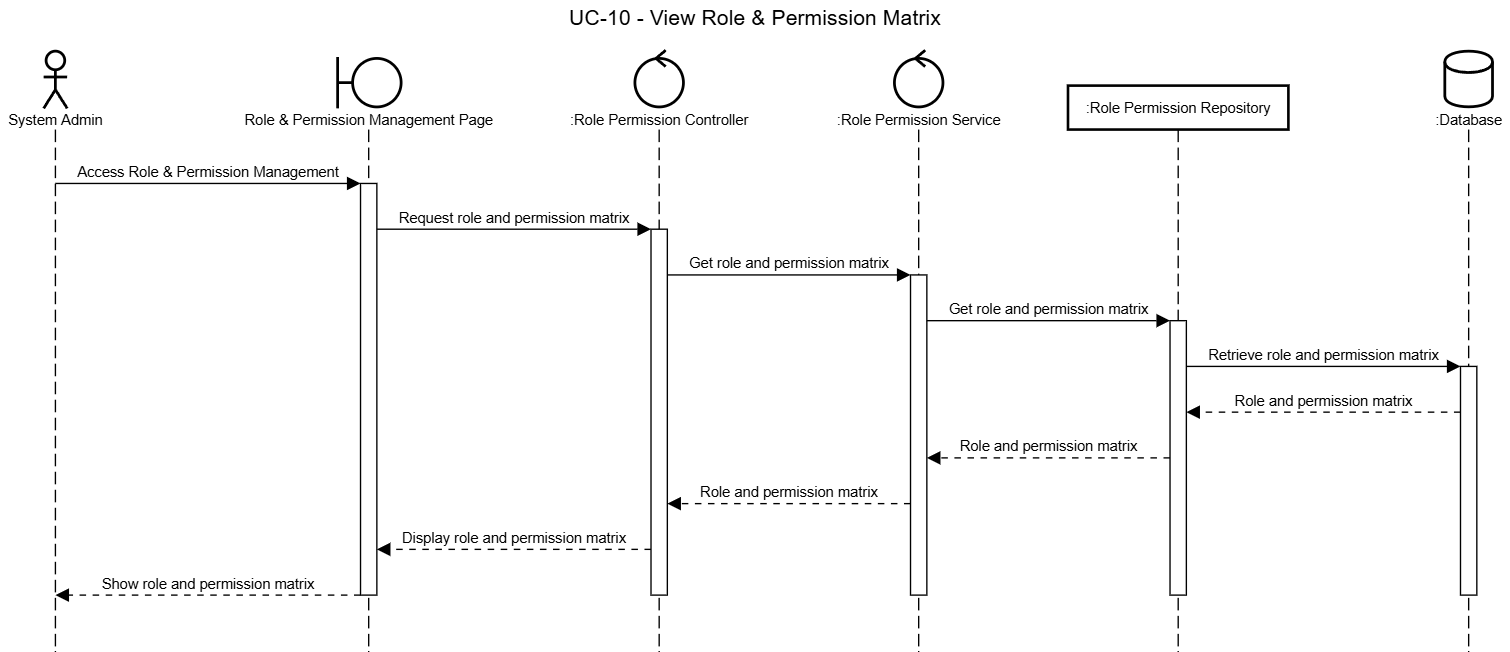 UC-10 - View Role & Permission Matrix
System Admin
Role & Permission Management Page
:Role Permission Controller
:Role Permission Service
:Role Permission Repository
:Database
Access Role & Permission Management
Request role and permission matrix
Get role and permission matrix
Get role and permission matrix
Retrieve role and permission matrix
Role and permission matrix
Role and permission matrix
Role and permission matrix
Display role and permission matrix
Show role and permission matrix